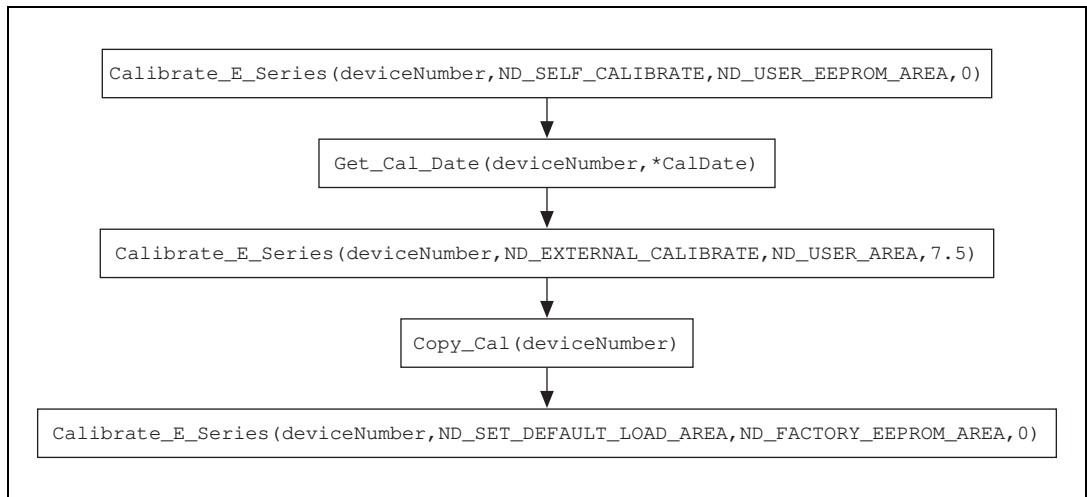 Calibrate_E_Series(deviceNumber,ND_SELF_CALIBRATE,ND_USER_EEPROM_AREA,0)
Get_Cal_Date(deviceNumber,*CalDate)
Calibrate_E_Series(deviceNumber,ND_EXTERNAL_CALIBRATE,ND_USER_AREA,7.5)
Copy_Cal(deviceNumber)
Calibrate_E_Series(deviceNumber,ND_SET_DEFAULT_LOAD_AREA,ND_FACTORY_EEPROM_AREA,0)